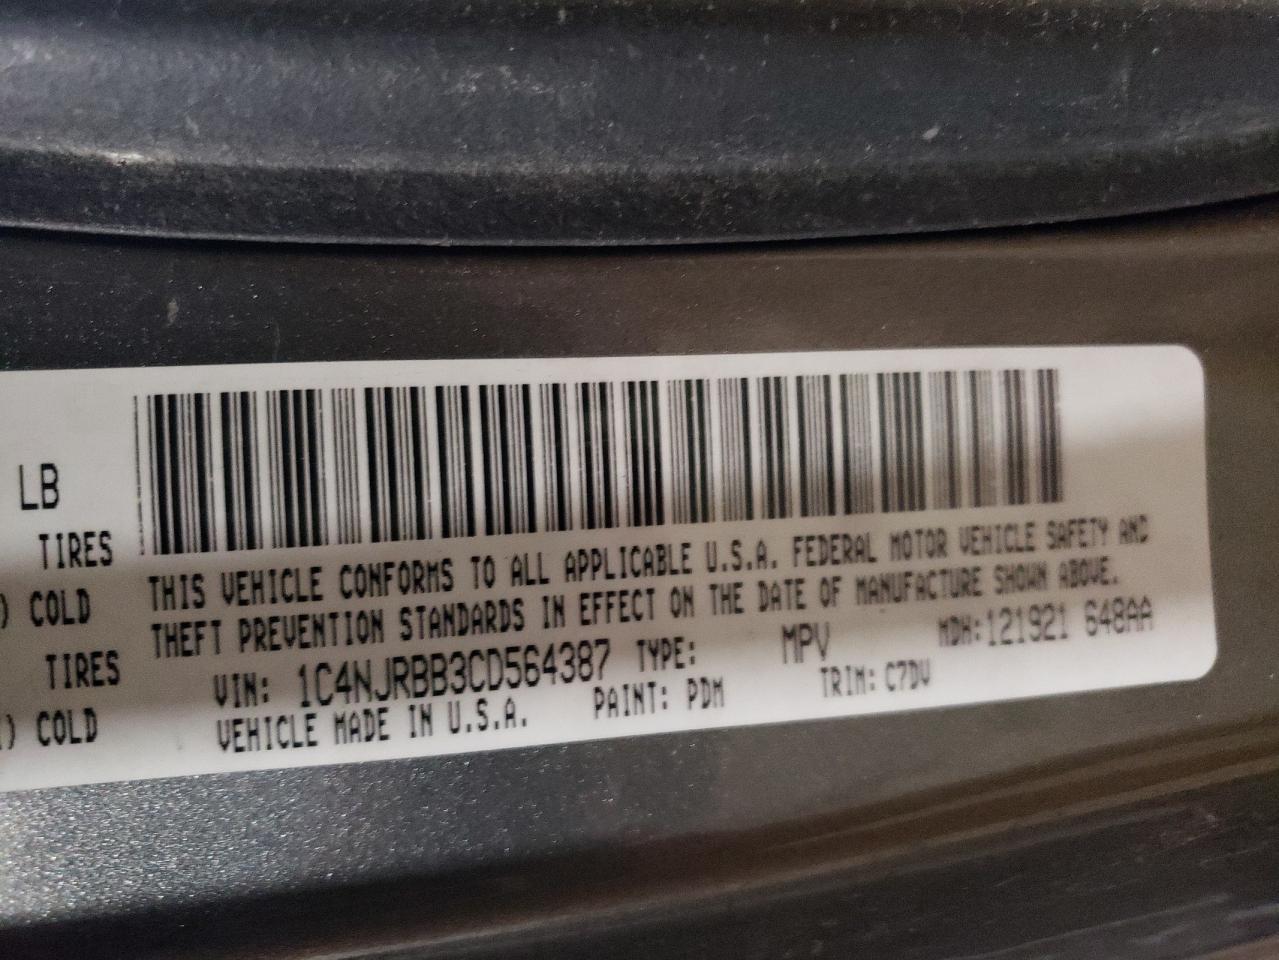 LB
TIRES
) COLD
TIRES
) COLD
THIS VEHICLE CONFORMS TO ALL APPLICABLE U.S.A. FEDERAL MOTOR VEHICLE SAFETY AND
THEFT PREVENTION STANDARDS IN EFFECT ON THE DATE OF MANUFACTURE SHOWN ABOVE.
VIN: 1C4NJRBB3CD564387 TYPE: MPV MDH:121921 648AA
VEHICLE MADE IN U.S.A. PAINT: PDM TRIM: C7DV